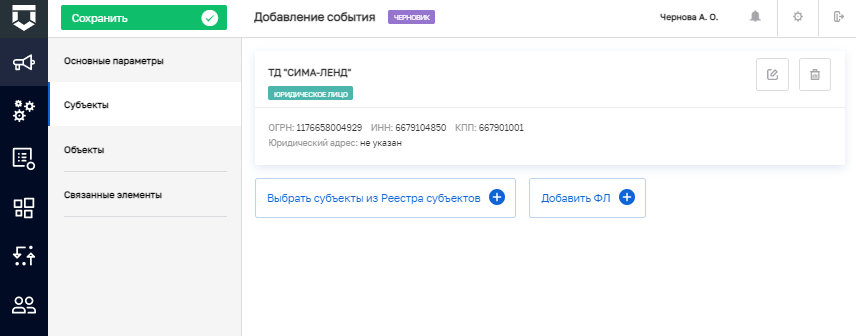 Сохранить
Добавление события ЧЕРНОВИК
Чернова А. О.
Основные параметры
Субъекты
Объекты
Связанные элементы
ТД "СИМА-ЛЕНД"
ЮРИДИЧЕСКОЕ ЛИЦО
ОГРН: 1176658004929 ИНН: 6679104850 КПП: 667901001
Юридический адрес: не указан
Выбрать субъекты из Реестра субъектов
Добавить ФЛ